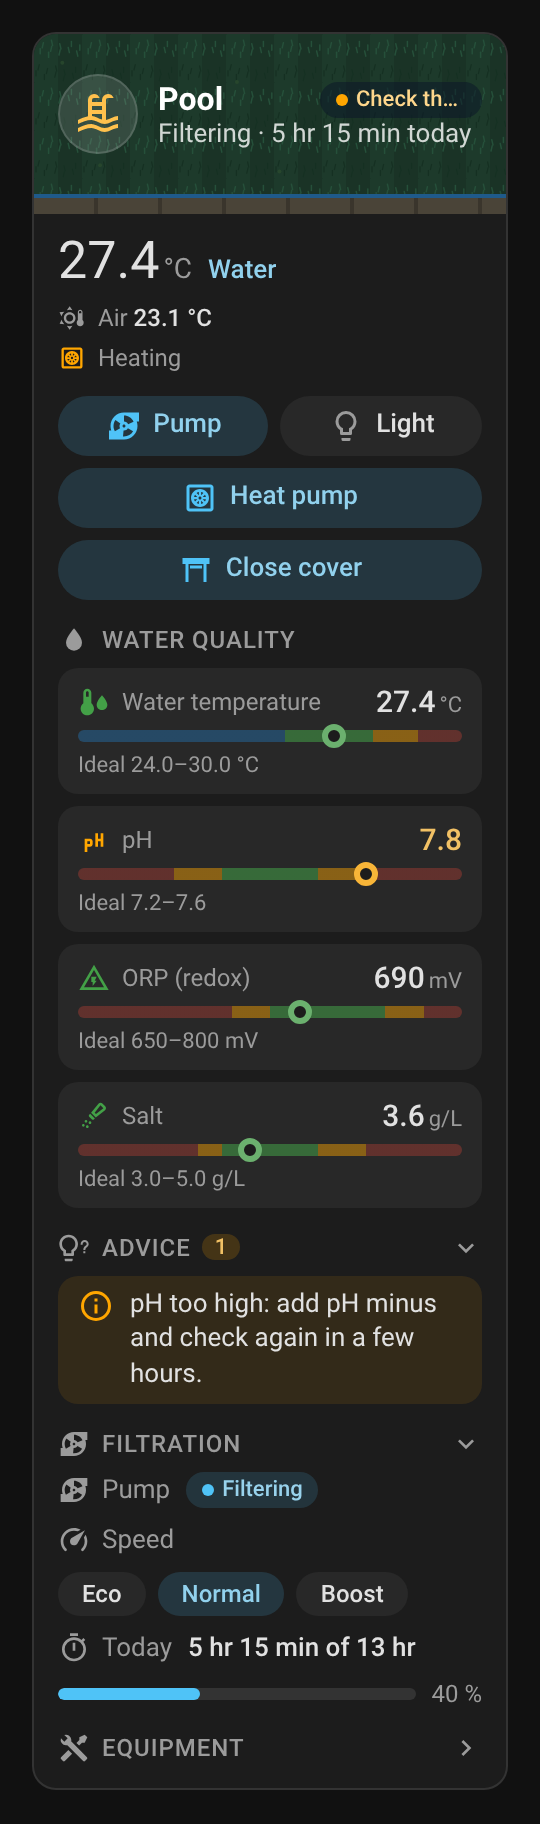 Pool
Check th...
Filtering · 5 hr 15 min today
27.4 °C Water
Air 23.1 °C
Heating
Pump
Light
Heat pump
Close cover
WATER QUALITY
Water temperature 27.4 °C
Ideal 24.0–30.0 °C
pH pH 7.8
Ideal 7.2–7.6
ORP (redox) 690 mV
Ideal 650–800 mV
Salt 3.6 g/L
Ideal 3.0–5.0 g/L
? ADVICE 1
pH too high: add pH minus
and check again in a few
hours.
FILTRATION
Pump Filtering
Speed
Eco Normal Boost
Today 5 hr 15 min of 13 hr
40 %
EQUIPMENT